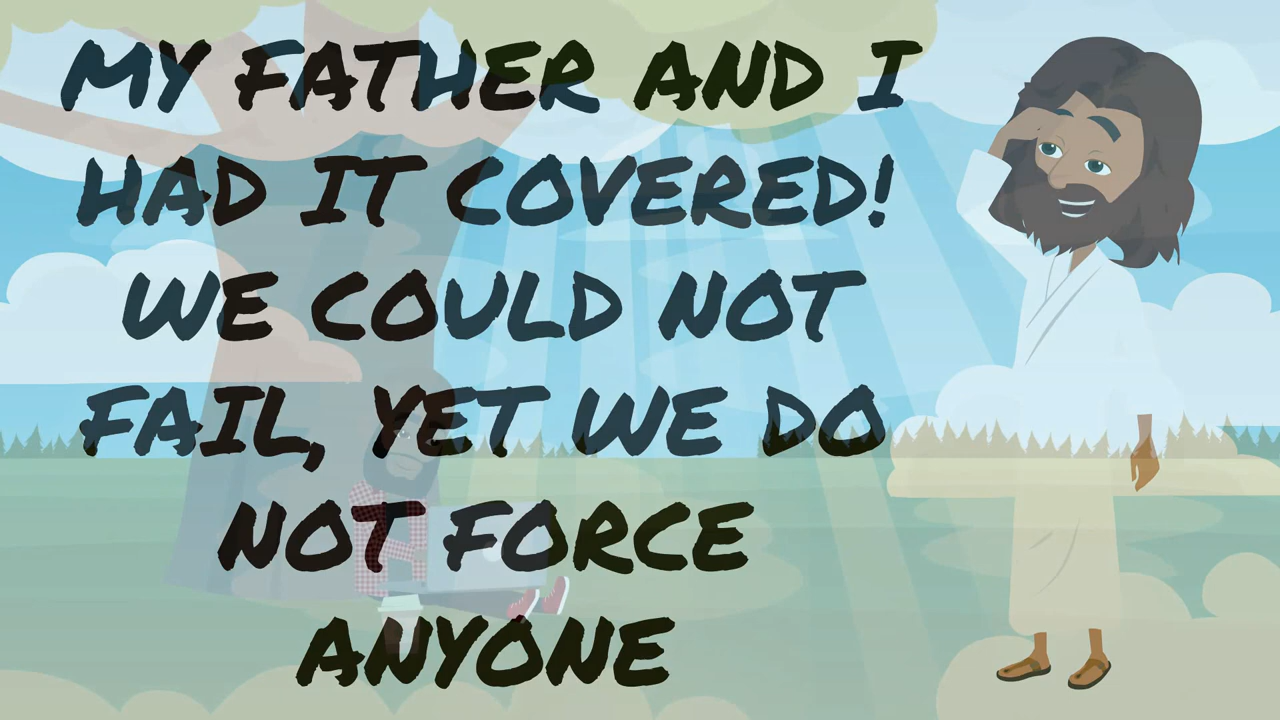 MY FATHER AND I
HAD IT COVERED!
WE COULD NOT
FAIL, YET WE DO
NOT FORCE
ANYONE